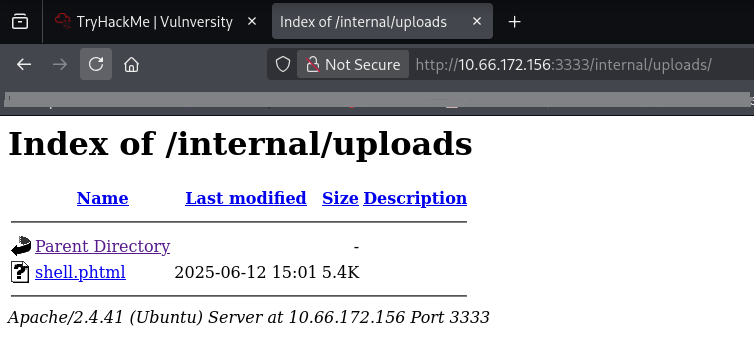 TryHackMe | Vulnversity
Index of /internal/uploads
Not Secure http://10.66.172.156:3333/internal/uploads/
Index of /internal/uploads
Name Last modified Size Description
Parent Directory -
shell.phtml 2025-06-12 15:01 5.4K
Apache/2.4.41 (Ubuntu) Server at 10.66.172.156 Port 3333